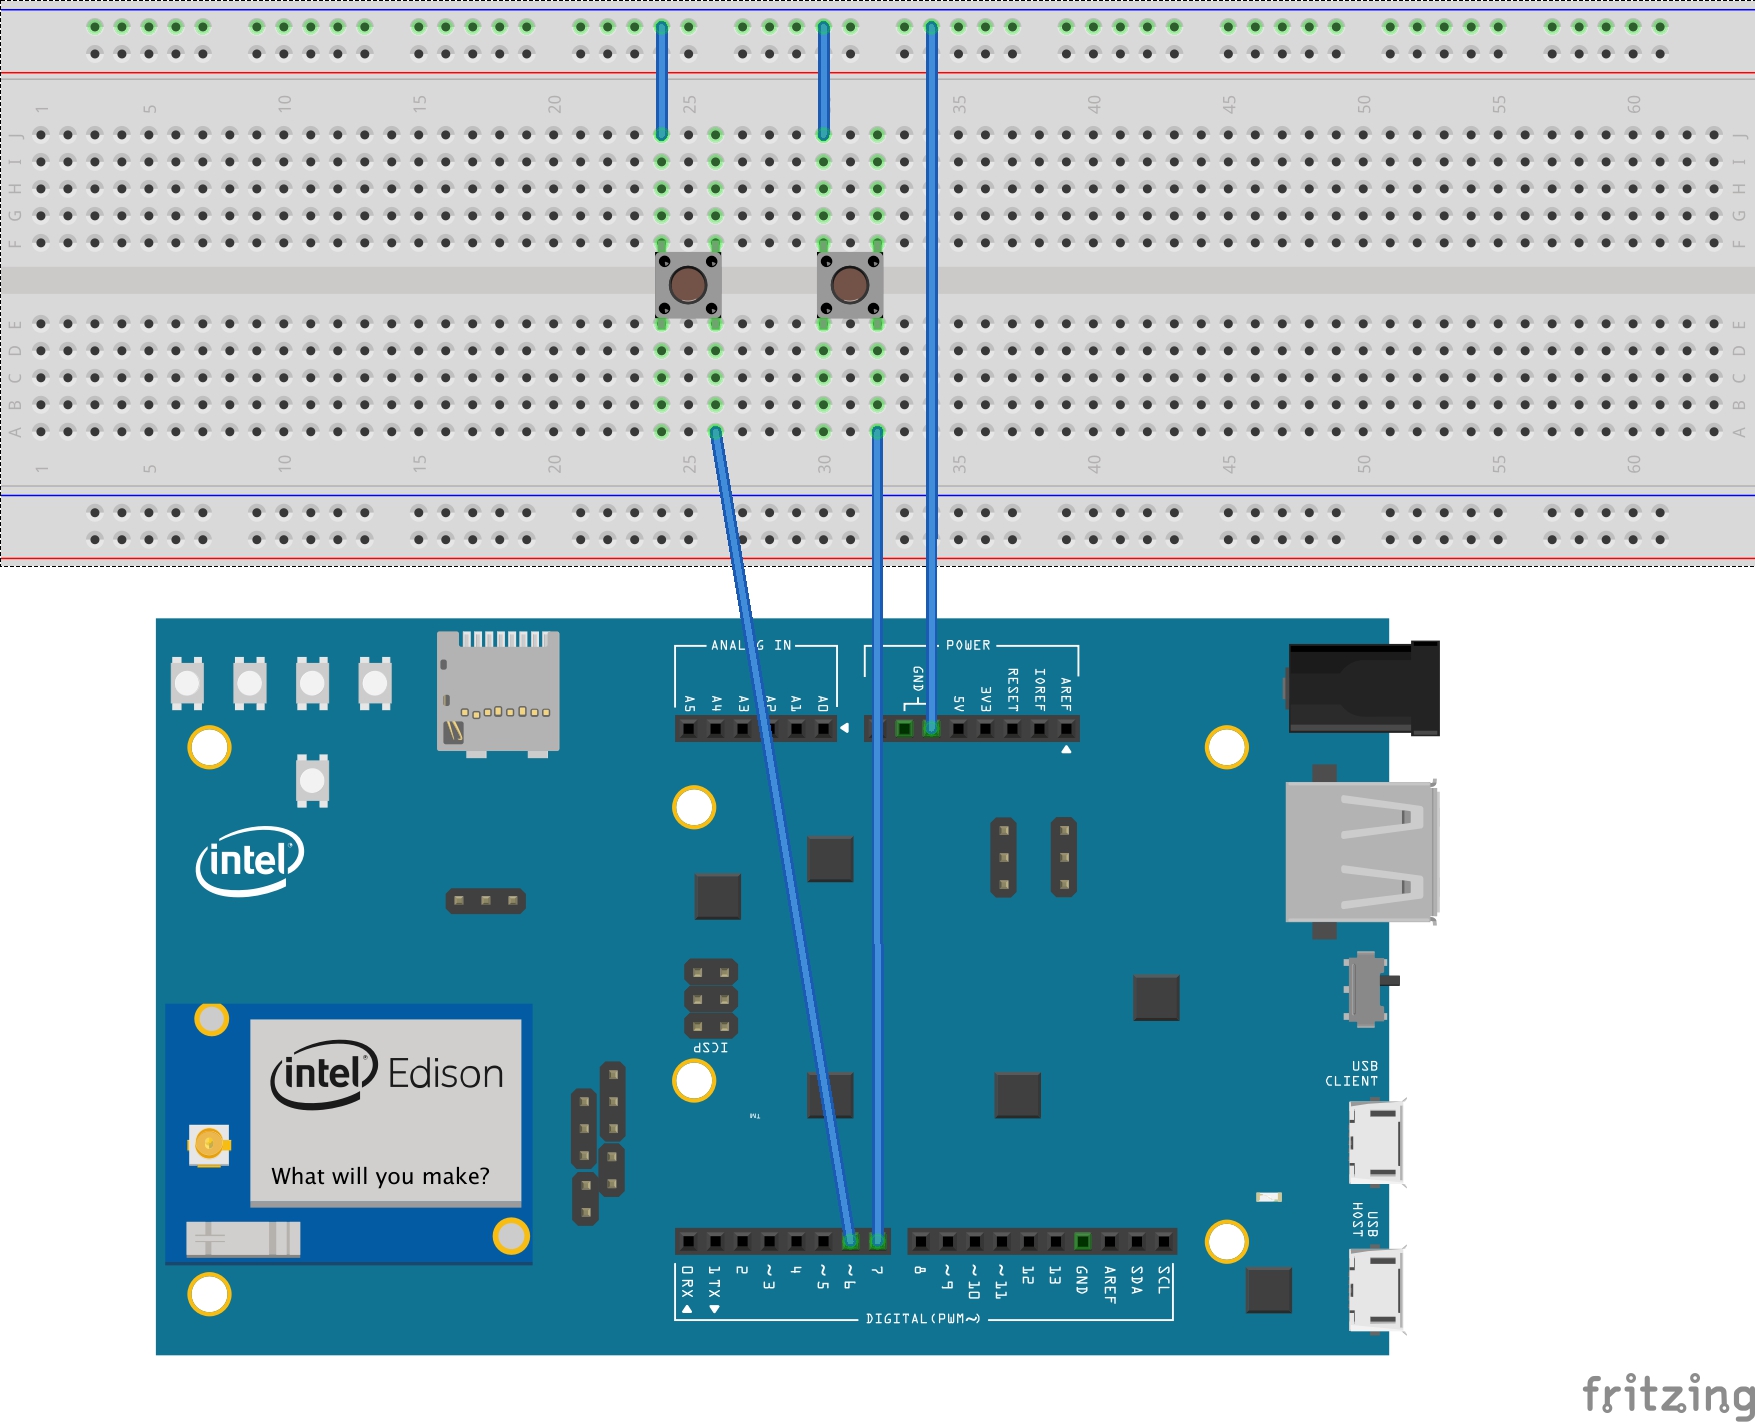 1 5 10 15 20 25 35 40 45 50 55 60
J J
I I
H H
G G
F F
E E
D D
C C
B B
A A
1 5 10 15 20 25 30 35 40 45 50 55 60
ANALOG IN
POWER
A5 A4 A3 A2 A1 A0
GND 5V 3V3 RESET IOREF AREF
intel
ICSP
USB
CLIENT
intel® Edison
What will you make?
TM
USB
HOST
0 RX 1 TX 2 ~3 4 ~5 ~6 7 8 ~9 ~10 ~11 12 13 GND AREF SDA SCL
DIGITAL(PWM~)
fritzing